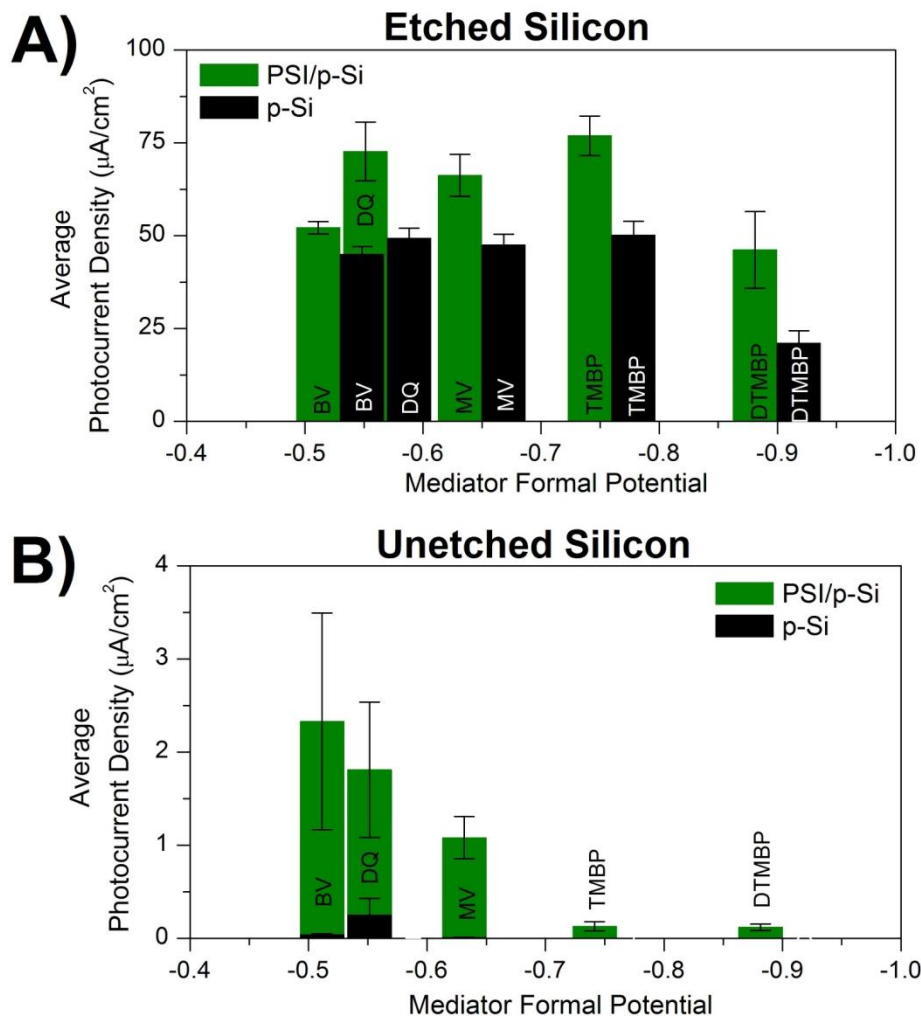 A)
Etched Silicon
PSI/p-Si
p-Si
Average
Photocurrent Density (μA/cm²)
100
75
50
25
0
BV
DQ
BV
DQ
MV
MV
TMBP
TMBP
DTMBP
DTMBP
-0.4 -0.5 -0.6 -0.7 -0.8 -0.9 -1.0
Mediator Formal Potential
B)
Unetched Silicon
PSI/p-Si
p-Si
Average
Photocurrent Density (μA/cm²)
4
3
2
1
0
BV
DQ
MV
TMBP
DTMBP
-0.4 -0.5 -0.6 -0.7 -0.8 -0.9 -1.0
Mediator Formal Potential